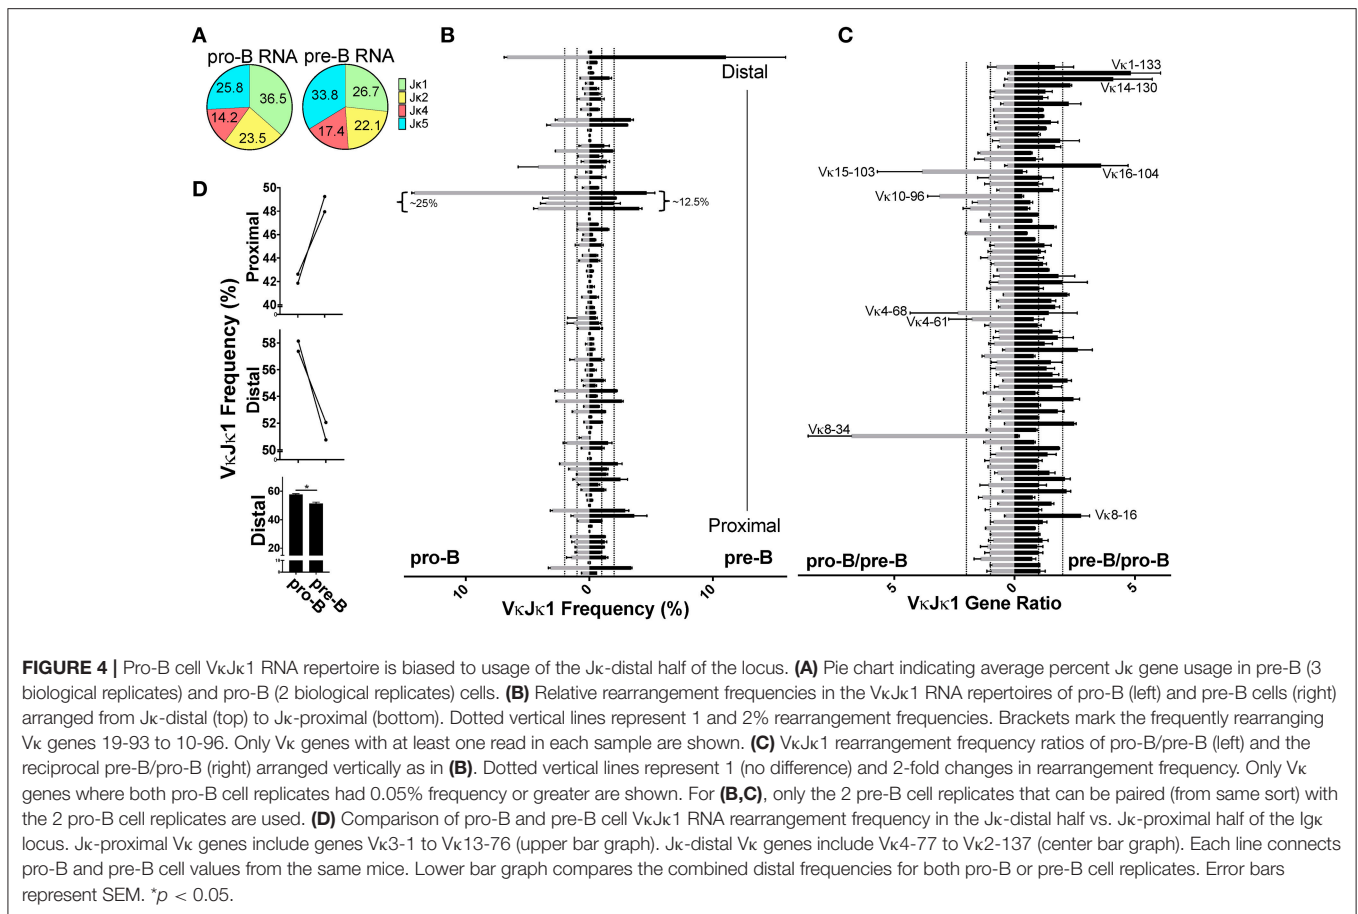 A
pro-B RNA
pre-B RNA
25.8
36.5
14.2
23.5
33.8
26.7
17.4
22.1
Jκ1
Jκ2
Jκ4
Jκ5
B
Distal
~25%
~12.5%
Proximal
pro-B
pre-B
10
0
10
VκJκ1 Frequency (%)
C
Vκ1-133
Vκ14-130
Vκ15-103
Vκ16-104
Vκ10-96
Vκ4-68
Vκ4-61
Vκ8-34
Vκ8-16
pro-B/pre-B
pre-B/pro-B
5
0
5
VκJκ1 Gene Ratio
D
VκJκ1 Frequency (%)
Proximal
50
48
46
44
42
40
0
Distal
58
56
54
52
50
0
Distal
60
40
20
*
pro-B
pre-B
FIGURE 4 | Pro-B cell VκJκ1 RNA repertoire is biased to usage of the Jκ-distal half of the locus. (A) Pie chart indicating average percent Jκ gene usage in pre-B (3
biological replicates) and pro-B (2 biological replicates) cells. (B) Relative rearrangement frequencies in the VκJκ1 RNA repertoires of pro-B (left) and pre-B cells (right)
arranged from Jκ-distal (top) to Jκ-proximal (bottom). Dotted vertical lines represent 1 and 2% rearrangement frequencies. Brackets mark the frequently rearranging
Vκ genes 19-93 to 10-96. Only Vκ genes with at least one read in each sample are shown. (C) VκJκ1 rearrangement frequency ratios of pro-B/pre-B (left) and the
reciprocal pre-B/pro-B (right) arranged vertically as in (B). Dotted vertical lines represent 1 (no difference) and 2-fold changes in rearrangement frequency. Only Vκ
genes where both pro-B cell replicates had 0.05% frequency or greater are shown. For (B,C), only the 2 pre-B cell replicates that can be paired (from same sort) with
the 2 pro-B cell replicates are used. (D) Comparison of pro-B and pre-B cell VκJκ1 RNA rearrangement frequency in the Jκ-distal half vs. Jκ-proximal half of the Igκ
locus. Jκ-proximal Vκ genes include genes Vκ3-1 to Vκ13-76 (upper bar graph). Jκ-distal Vκ genes include Vκ4-77 to Vκ2-137 (center bar graph). Each line connects
pro-B and pre-B cell values from the same mice. Lower bar graph compares the combined distal frequencies for both pro-B or pre-B cell replicates. Error bars
represent SEM. *p < 0.05.